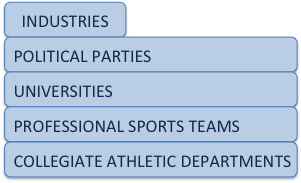 INDUSTRIES
POLITICAL PARTIES
UNIVERSITIES
PROFESSIONAL SPORTS TEAMS
COLLEGIATE ATHLETIC DEPARTMENTS